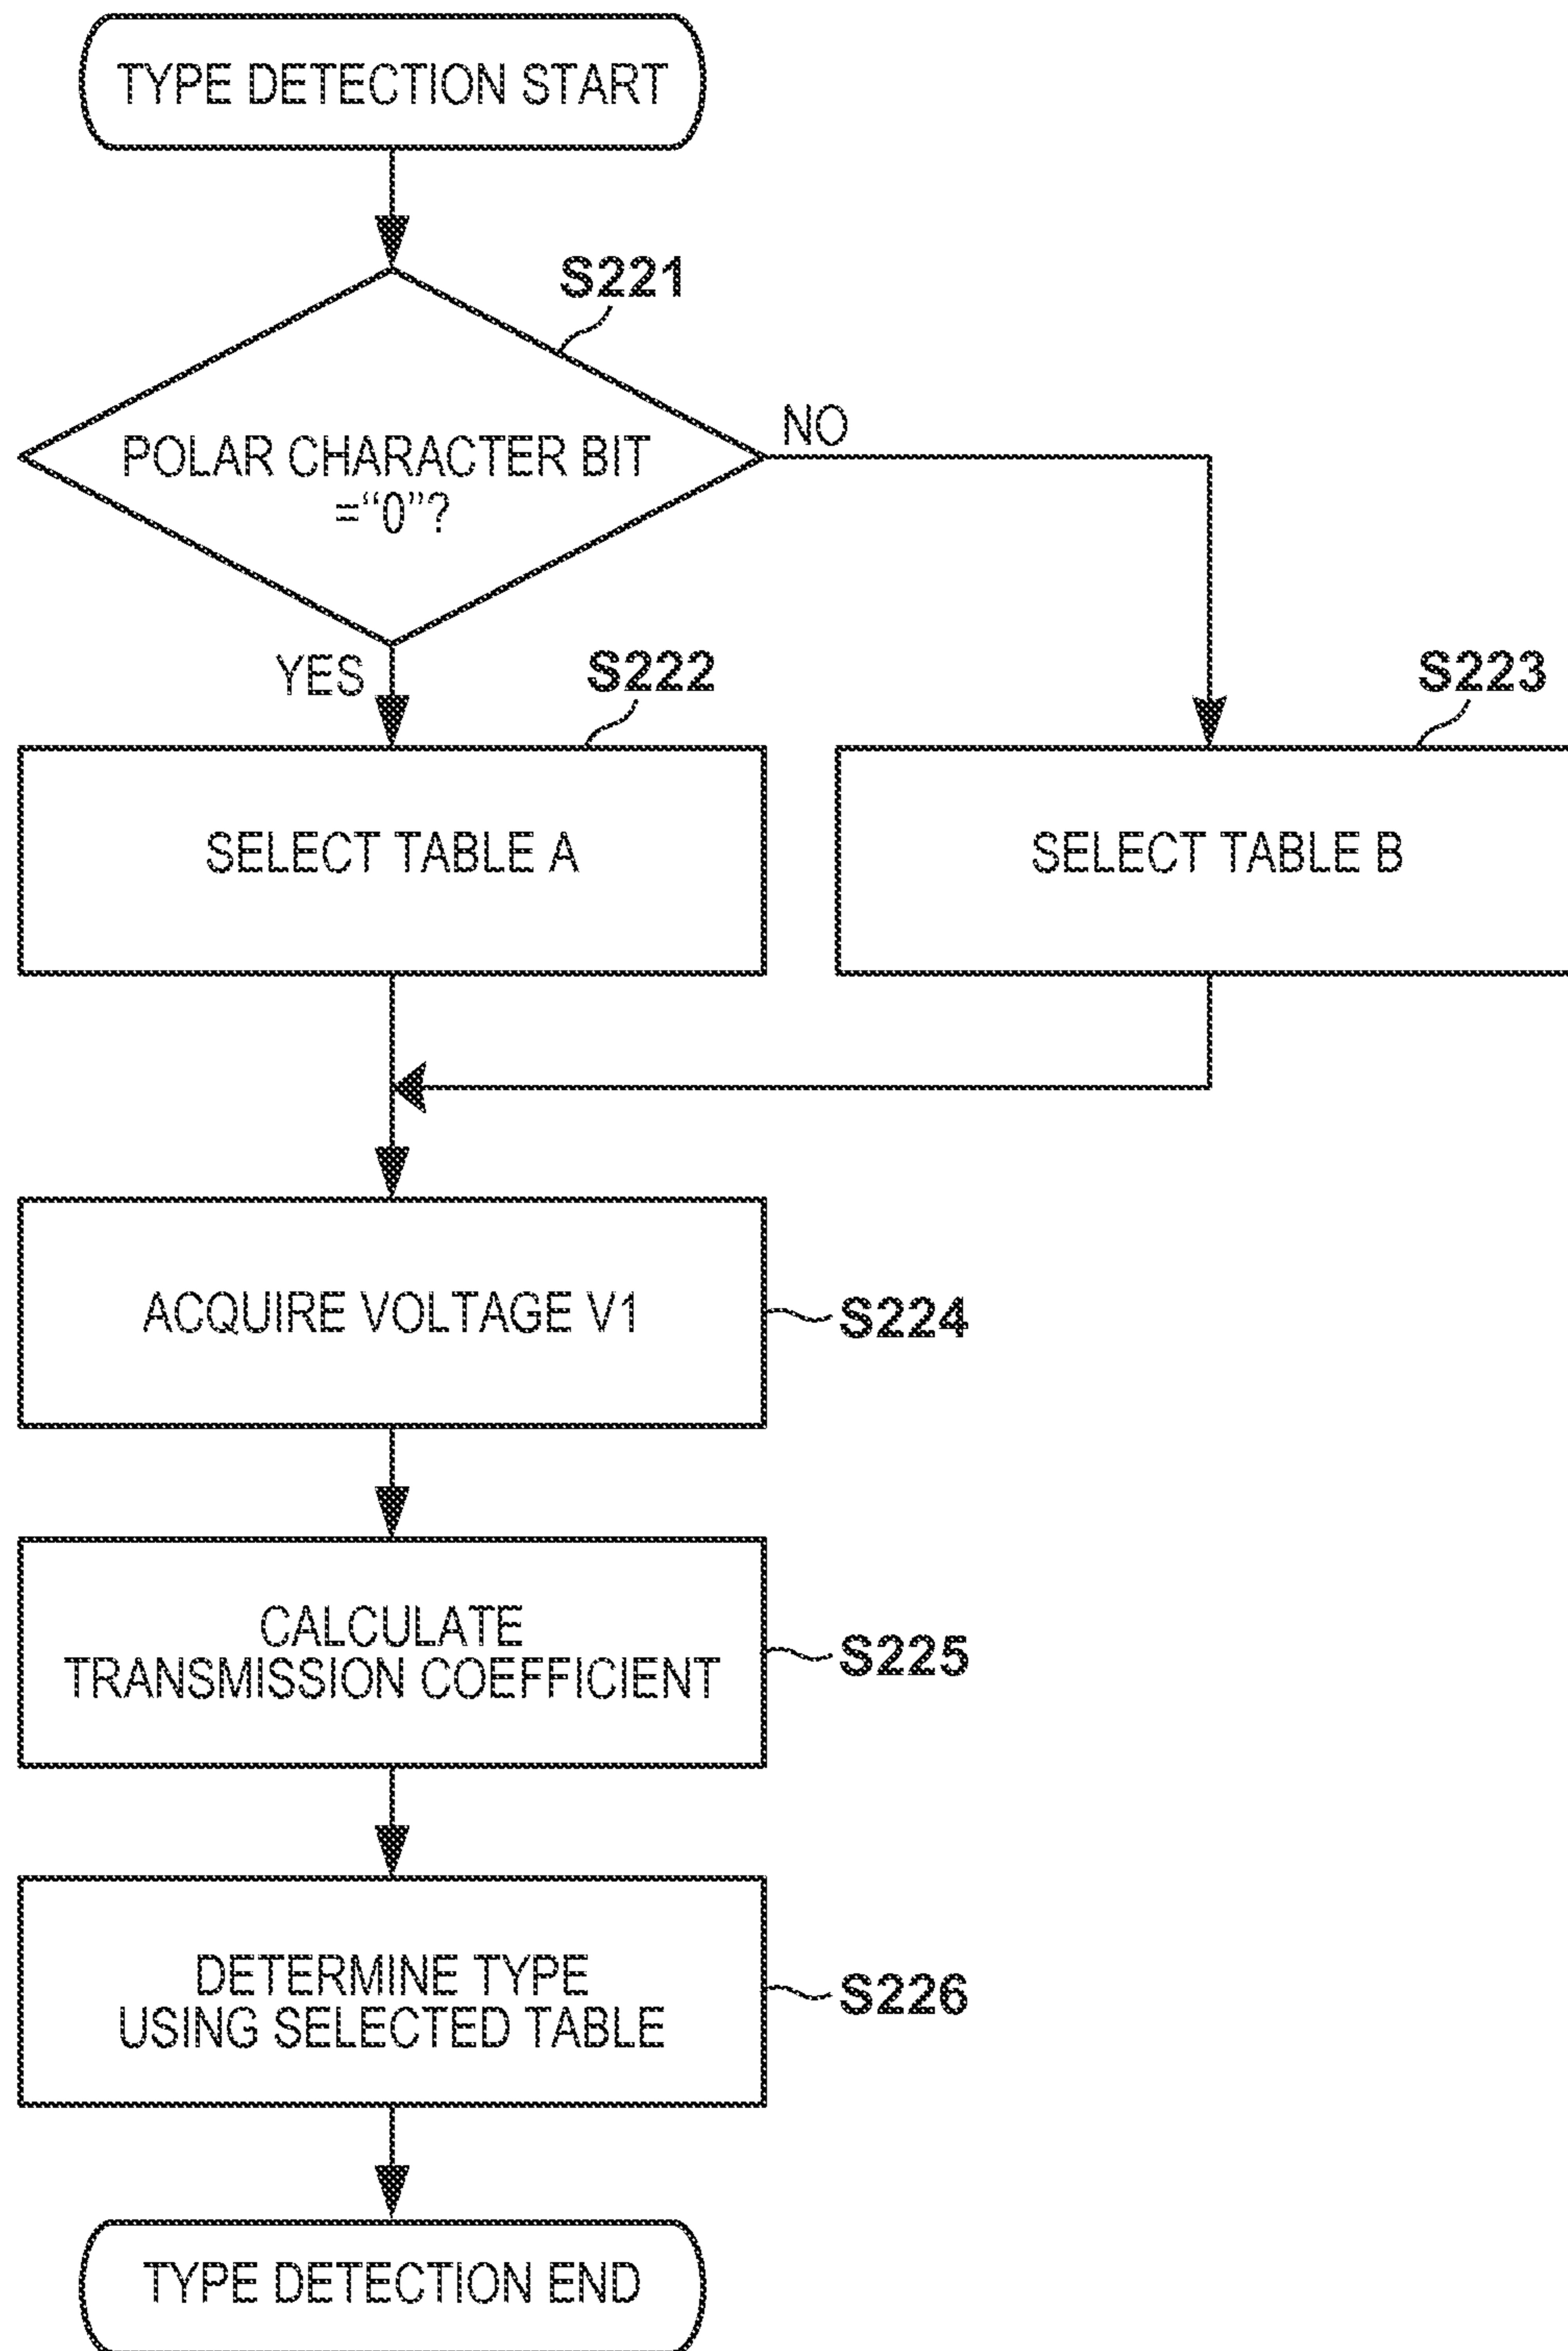 TYPE DETECTION START
S221
POLAR CHARACTER BIT
="0"?
NO
YES
S222
S223
SELECT TABLE A
SELECT TABLE B
ACQUIRE VOLTAGE V1
S224
CALCULATE
TRANSMISSION COEFFICIENT
S225
DETERMINE TYPE
USING SELECTED TABLE
S226
TYPE DETECTION END